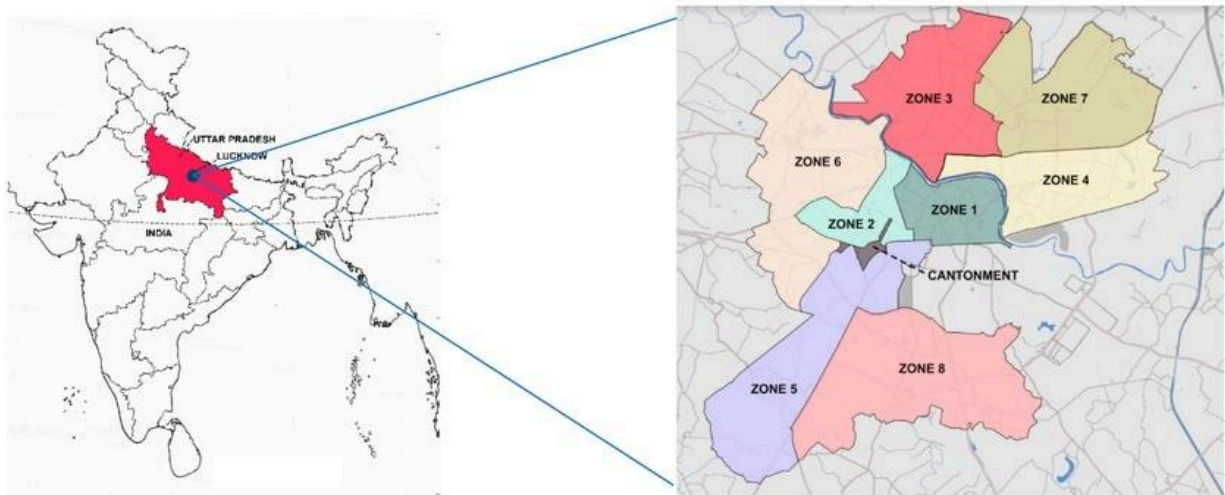 UTTAR PRADESH
LUCKNOW
INDIA
ZONE 3
ZONE 7
ZONE 6
ZONE 4
ZONE 2
ZONE 1
CANTONMENT
ZONE 8
ZONE 5